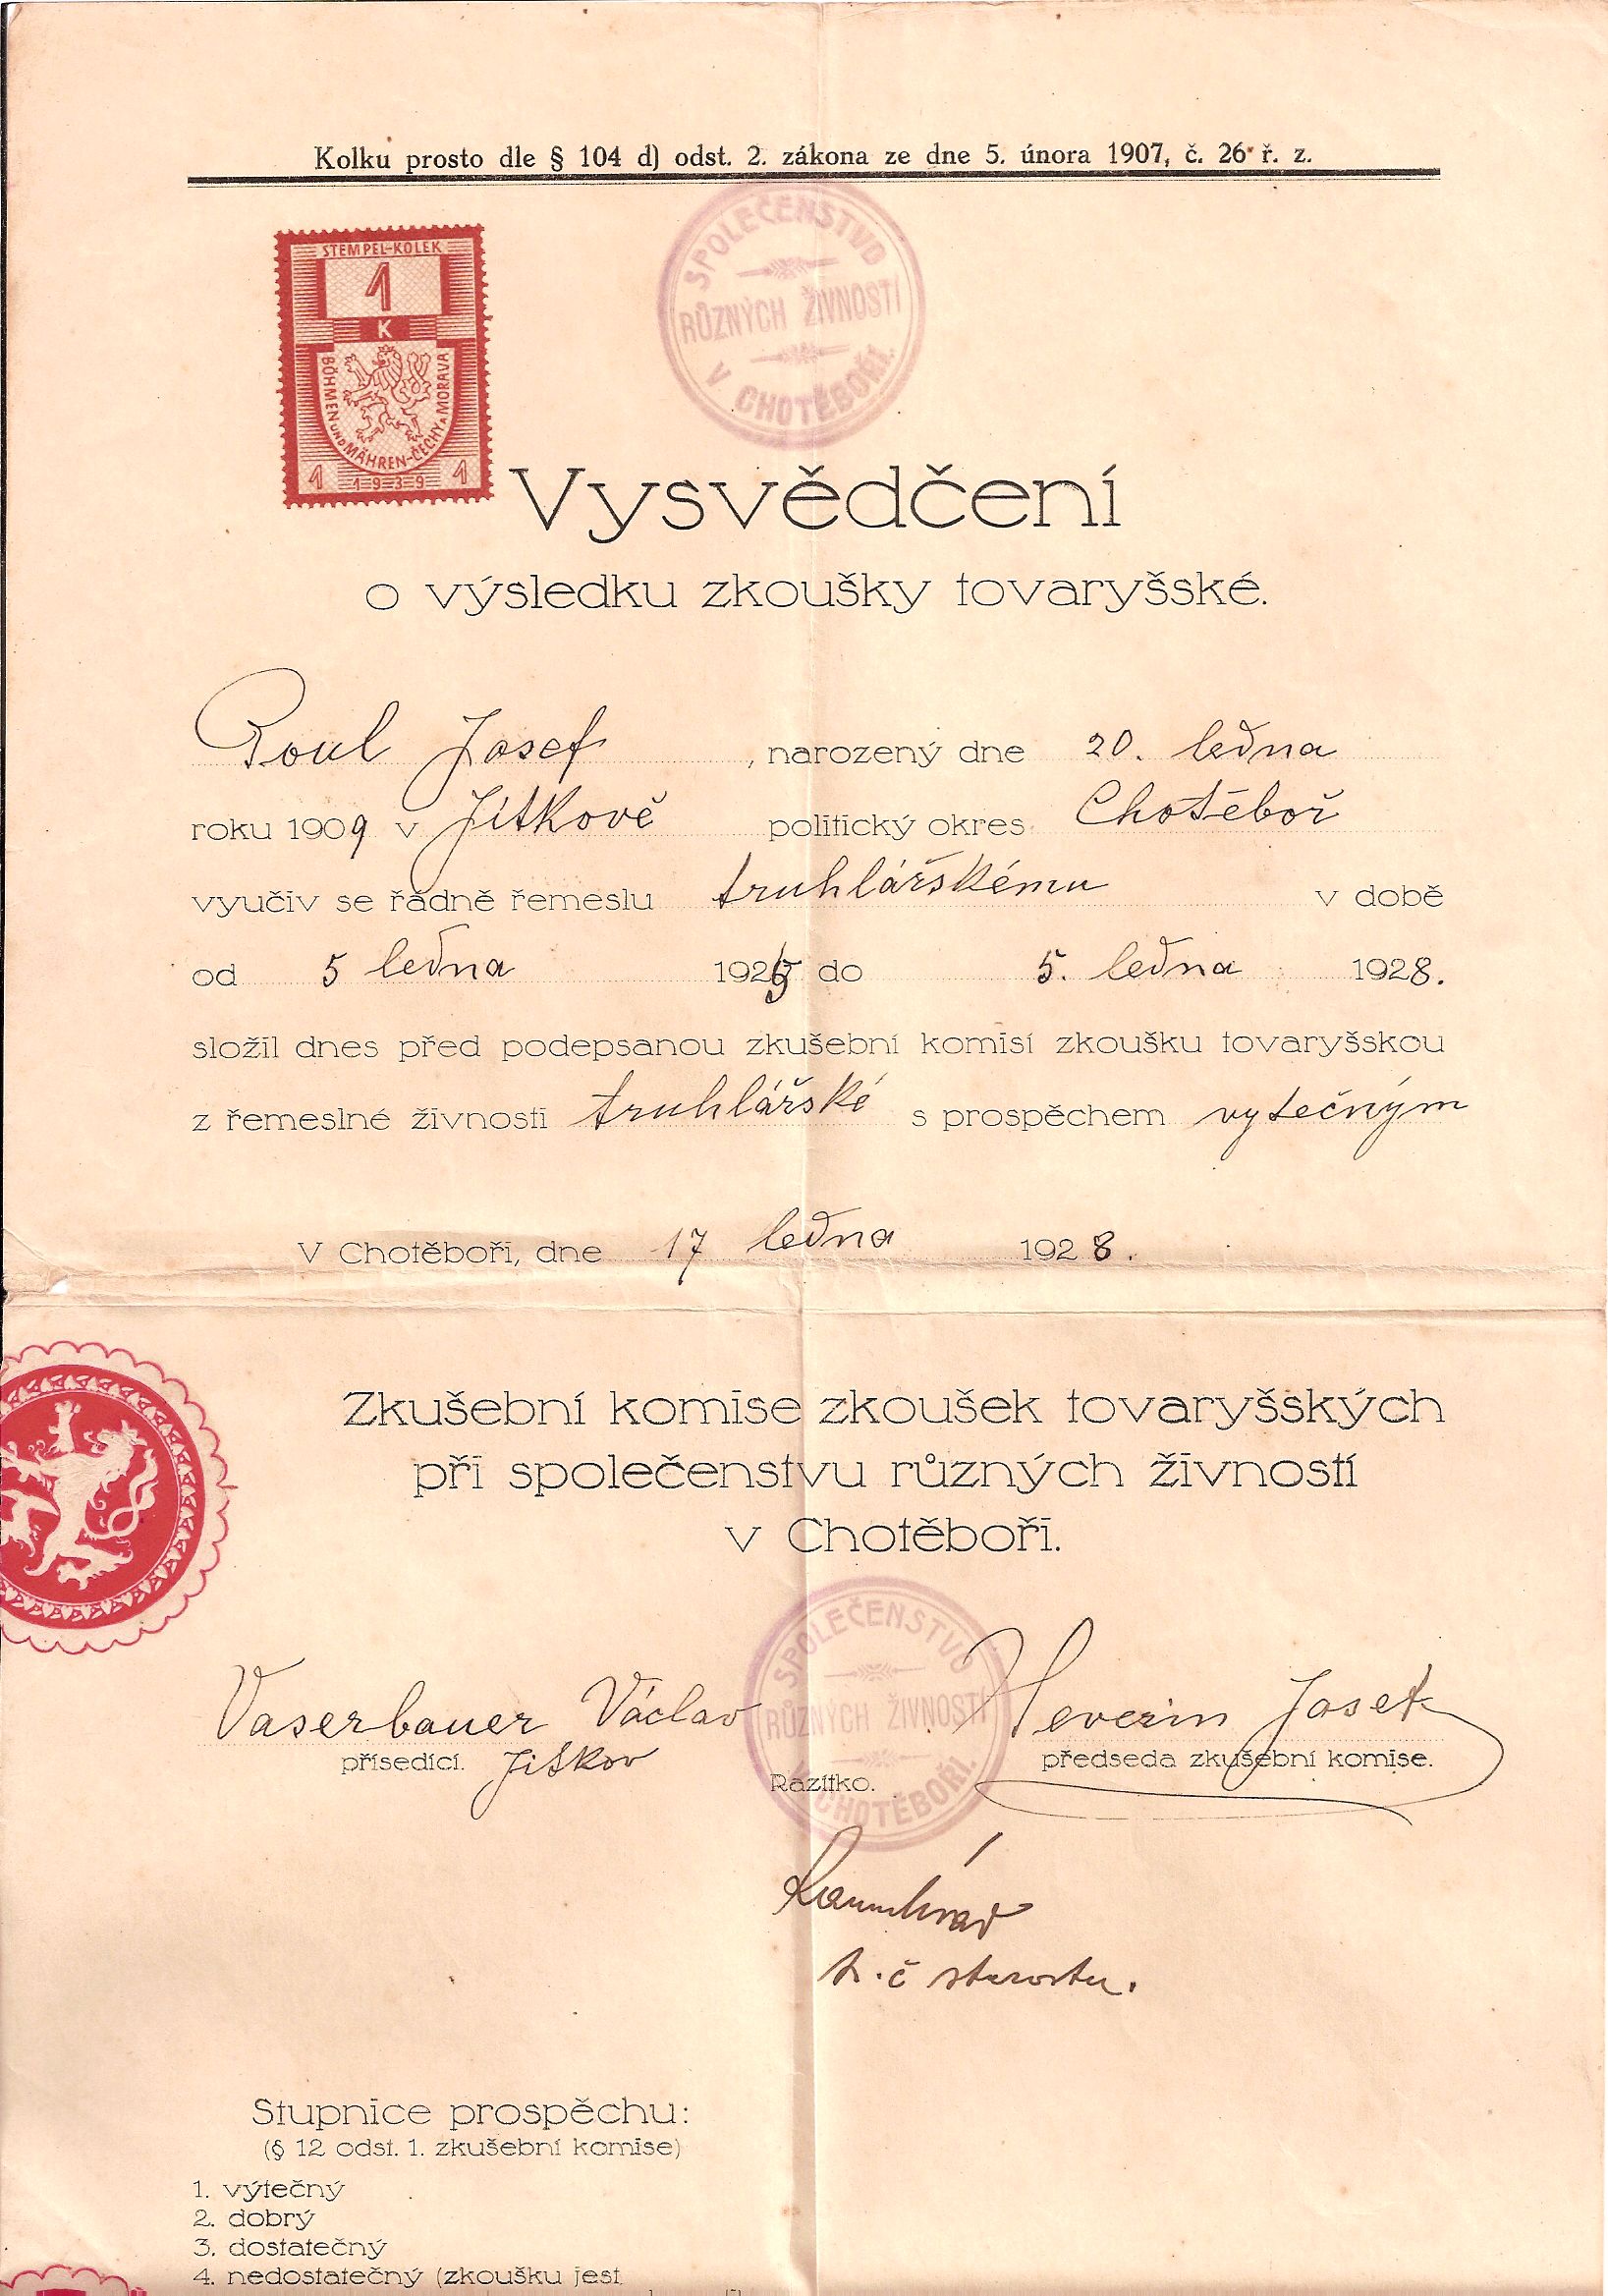 Kolku prosto dle § 104 d) odst. 2. zákona ze dne 5. února 1907, č. 26 ř. z.
STEMPEL-KOLEK
1
K
BÖHMEN UND MÄHREN-ČECHY A MORAVA
1 1939 1
SPOLEČENSTVO
RŮZNÝCH ŽIVNOSTÍ
V CHOTĚBOŘI.
Vysvědčení
o výsledku zkoušky tovaryšské.
Poul Josef, narozený dne 20. ledna
roku 1909 v Jitkově politický okres Chotěboř
vyučiv se řádně řemeslu truhlářskému v době
od 5 ledna 1925 do 5. ledna 1928.
složil dnes před podepsanou zkušební komisí zkoušku tovaryšskou
z řemeslné živnosti truhlářské s prospěchem vytečným
V Chotěboři, dne 17 ledna 1928.
Zkušební komise zkoušek tovaryšských
při společenstvu různých živností
v Chotěboři.
SPOLEČENSTVO
RŮZNÝCH ŽIVNOSTÍ
CHOTĚBOŘI.
Vaserbauer Václav Severin Josef
přísedící. Jitkov Razítko. předseda zkušební komise.
t. č starosta.
Stupnice prospěchu:
(§ 12 odst. 1. zkušební komise)
1. výtečný
2. dobrý
3. dostatečný
4. nedostatečný (zkoušku jest